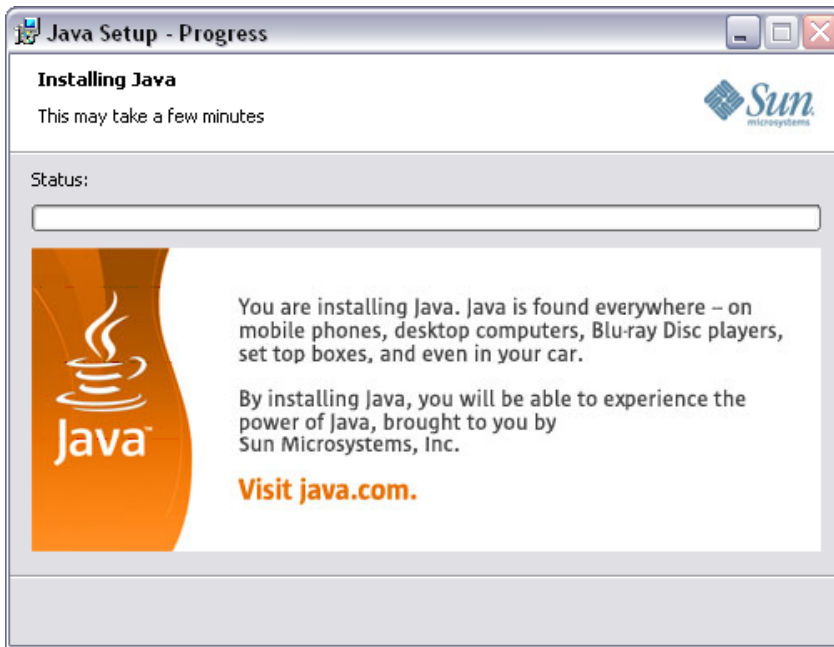 Java Setup - Progress
Installing Java
This may take a few minutes
Sun
microsystems
Status:
You are installing Java. Java is found everywhere – on
mobile phones, desktop computers, Blu-ray Disc players,
set top boxes, and even in your car.
By installing Java, you will be able to experience the
power of Java, brought to you by
Sun Microsystems, Inc.
Visit java.com.
Java™